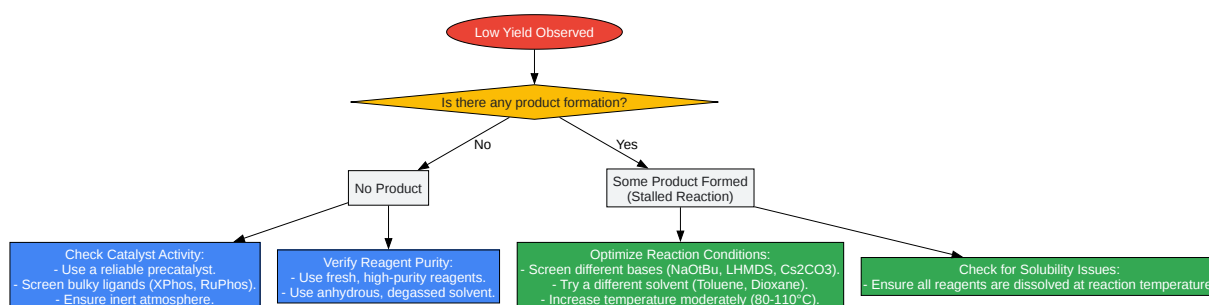 Low Yield Observed
Is there any product formation?
No
Yes
No Product
Some Product Formed
(Stalled Reaction)
Check Catalyst Activity:
- Use a reliable precatalyst.
- Screen bulky ligands (XPhos, RuPhos).
- Ensure inert atmosphere.
Verify Reagent Purity:
- Use fresh, high-purity reagents.
- Use anhydrous, degassed solvent.
Optimize Reaction Conditions:
- Screen different bases (NaOtBu, LHMDS, Cs2CO3).
- Try a different solvent (Toluene, Dioxane).
- Increase temperature moderately (80-110°C).
Check for Solubility Issues:
- Ensure all reagents are dissolved at reaction temperature